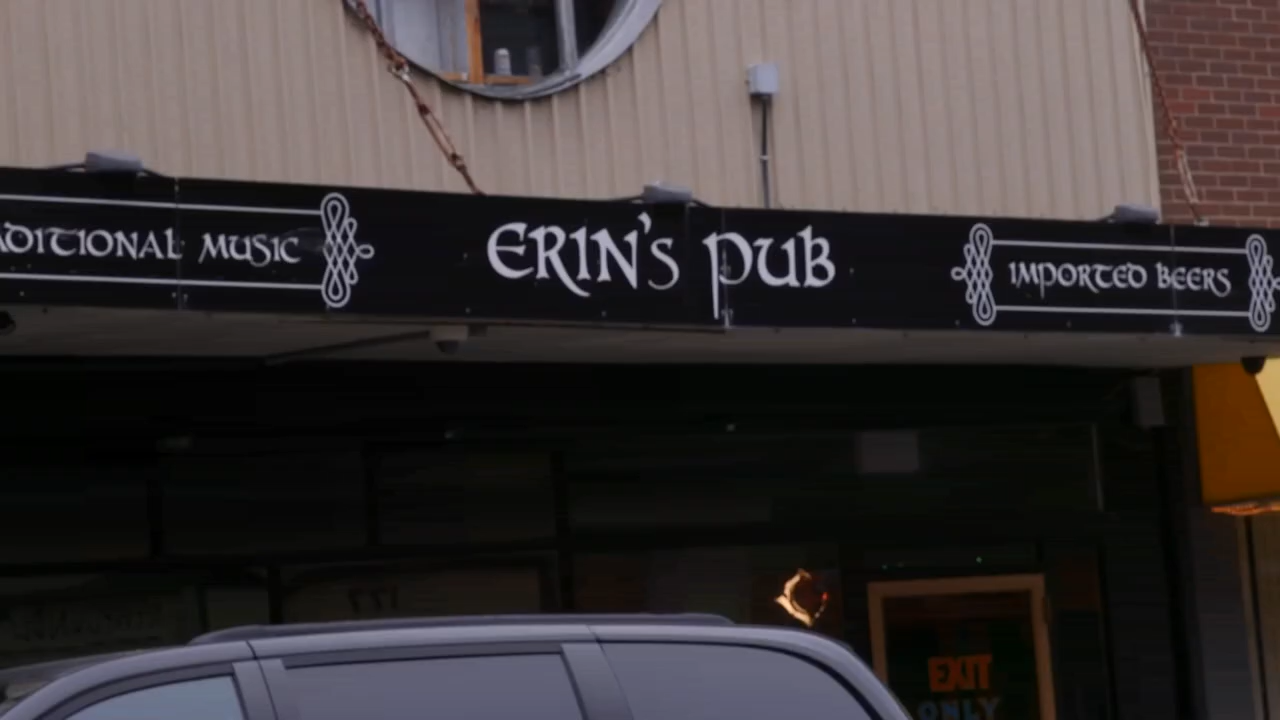 ADITIONAL MUSIC
ERIN'S PUB
IMPORTED BEERS
EXIT
ONLY